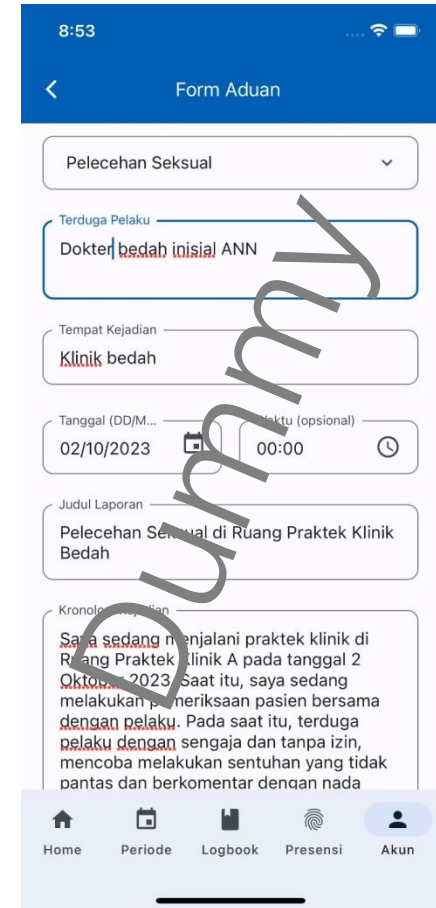 8:53
Form Aduan
Pelecehan Seksual
Terduga Pelaku
Dokter bedah inisial ANN
Tempat Kejadian
Klinik bedah
Tanggal (DD/M...
Waktu (opsional)
02/10/2023
00:00
Judul Laporan
Pelecehan Seksual di Ruang Praktek Klinik
Bedah
Kronologi Kejadian
Saya sedang menjalani praktek klinik di
Ruang Praktek Klinik A pada tanggal 2
Oktober 2023. Saat itu, saya sedang
melakukan pemeriksaan pasien bersama
dengan pelaku. Pada saat itu, terduga
pelaku dengan sengaja dan tanpa izin,
mencoba melakukan sentuhan yang tidak
pantas dan berkomentar dengan nada
Dummy
Home
Periode
Logbook
Presensi
Akun